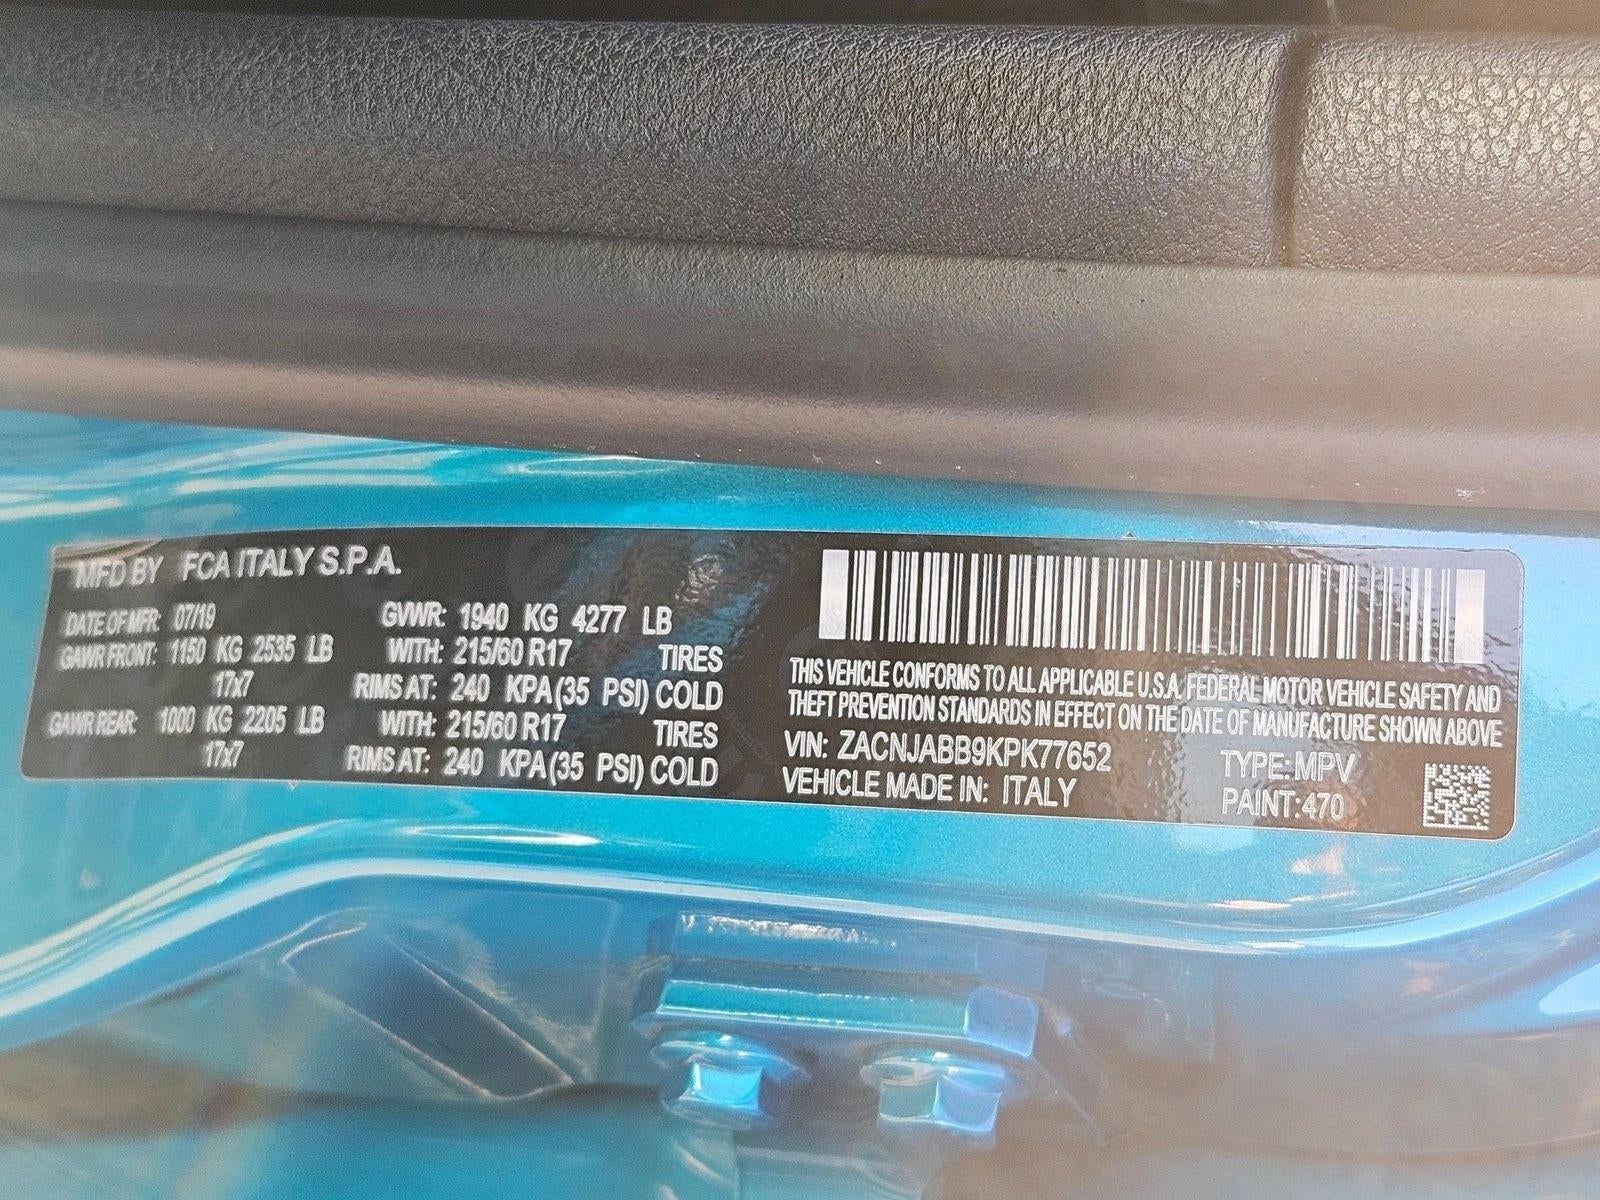 MFD BY FCA ITALY S.P.A.
DATE OF MFR: 07/19 GVWR: 1940 KG 4277 LB
GAWR FRONT: 1150 KG 2535 LB WITH: 215/60 R17 TIRES
17x7 RIMS AT: 240 KPA (35 PSI) COLD
GAWR REAR: 1000 KG 2205 LB WITH: 215/60 R17 TIRES
17x7 RIMS AT: 240 KPA (35 PSI) COLD
THIS VEHICLE CONFORMS TO ALL APPLICABLE U.S.A. FEDERAL MOTOR VEHICLE SAFETY AND
THEFT PREVENTION STANDARDS IN EFFECT ON THE DATE OF MANUFACTURE SHOWN ABOVE
VIN: ZACNJABB9KPK77652 TYPE: MPV
VEHICLE MADE IN: ITALY PAINT: 470